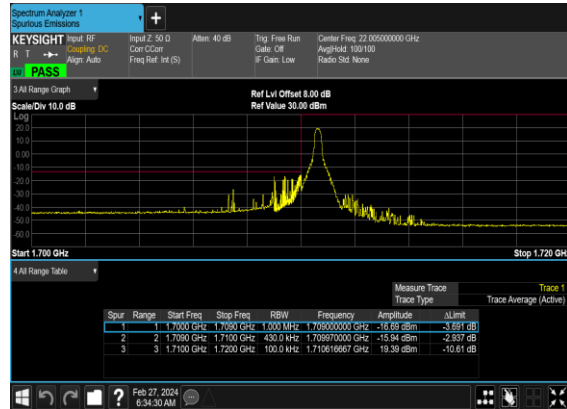 Spectrum Analyzer 1
Spurious Emissions
+
KEYSIGHT Input: RF Input Z: 50 Ω Atten: 40 dB Trig: Free Run Center Freq: 22.005000000 GHz
R T Coupling: DC Corr CCorr Gate: Off Avg|Hold: 100/100
Align: Auto Freq Ref: Int (S) IF Gain: Low Radio Std: None
PASS
3 All Range Graph
Ref Lvl Offset 8.00 dB
Scale/Div 10.0 dB Ref Value 30.00 dBm
Log
20.0
10.0
0.00
-10.0
-20.0
-30.0
-40.0
-50.0
-60.0
Start 1.700 GHz Stop 1.720 GH
4 All Range Table
Measure Trace Trace 1
Trace Type Trace Average (Active)
Spur Range Start Freq Stop Freq RBW Frequency Amplitude ΔLimit
1 1 1.7000 GHz 1.7090 GHz 1.000 MHz 1.709000000 GHz -16.69 dBm -3.691 dB
2 2 1.7090 GHz 1.7100 GHz 430.0 kHz 1.709970000 GHz -15.94 dBm -2.937 dB
3 3 1.7100 GHz 1.7200 GHz 100.0 kHz 1.710616667 GHz 19.39 dBm -10.61 dB
? Feb 27, 2024
6:34:30 AM